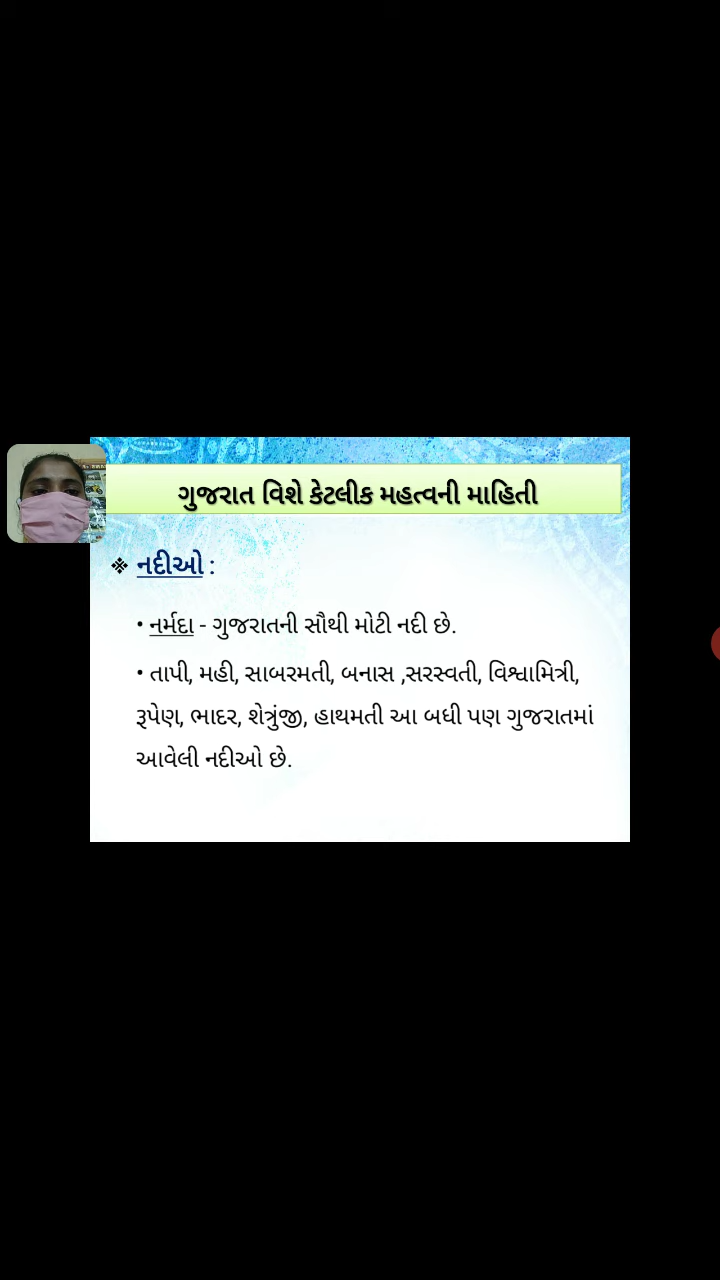 ગુજરાત વિશે કેટલીક મહત્વની માહિતી
❖ નદીઓ :
• નર્મદા - ગુજરાતની સૌથી મોટી નદી છે.
• તાપી, મહી, સાબરમતી, બનાસ ,સરસ્વતી, વિશ્વામિત્રી,
રૂપેણ, ભાદર, શેત્રુંજી, હાથમતી આ બધી પણ ગુજરાતમાં
આવેલી નદીઓ છે.